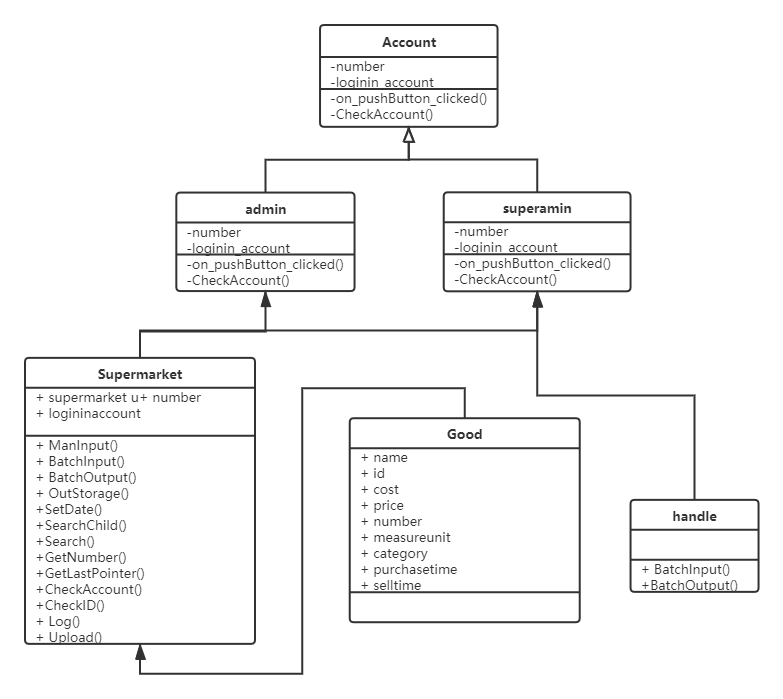 Account
-number
-loginin_account
-on_pushButton_clicked()
-CheckAccount()
admin
-number
-loginin_account
-on_pushButton_clicked()
-CheckAccount()
superamin
-number
-loginin_account
-on_pushButton_clicked()
-CheckAccount()
Supermarket
+ supermarket u+ number
+ logininaccount
+ ManInput()
+ BatchInput()
+ BatchOutput()
+ OutStorage()
+SetDate()
+SearchChild()
+Search()
+GetNumber()
+GetLastPointer()
+CheckAccount()
+CheckID()
+ Log()
+ Upload()
Good
+ name
+ id
+ cost
+ price
+ number
+ measureunit
+ category
+ purchasetime
+ selltime
handle
+ BatchInput()
+BatchOutput()